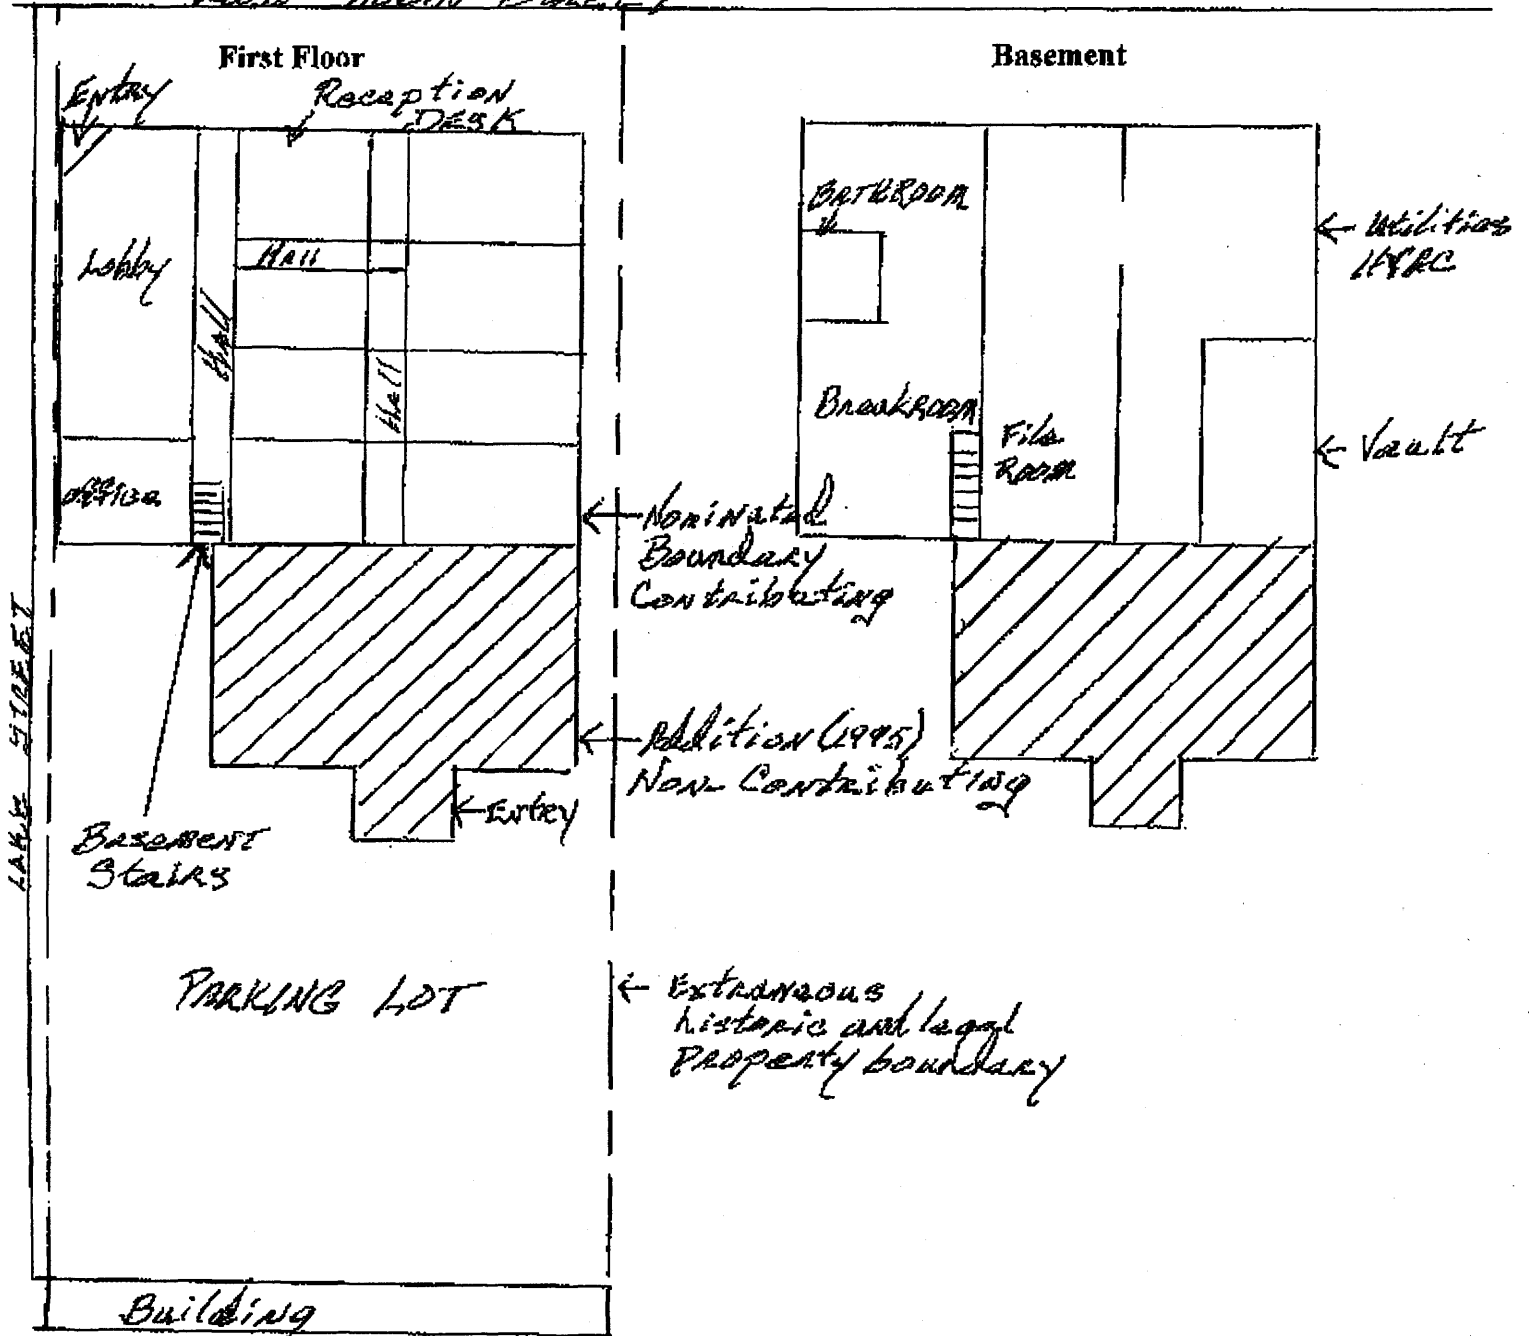 First Floor
Basement
Entry
Reception
DESK
BATHROOM
Utilities
HVAC
Lobby
Hall
Hall
Hall
Breakroom
File
Room
Vault
office
Nominated
Boundary
Contributing
LAKE STREET
Addition (1995)
Non-Contributing
Entry
Basement
Stairs
PARKING LOT
Extraneous
historic and legal
Property boundary
Building